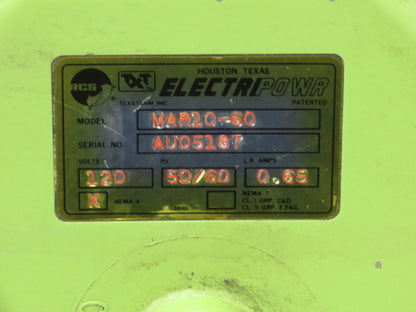 HOUSTON, TEXAS
RCS TXT ELECTRIPOWR
TEXSTEAM INC. PATENTED
MODEL MAR10-60
SERIAL NO. AU05187
VOLTS Hz L.R. AMPS
120 50/60 0.65
X NEMA 4 NEMA 7
CL I GRP. C&D
CL II GRP. E,F&G